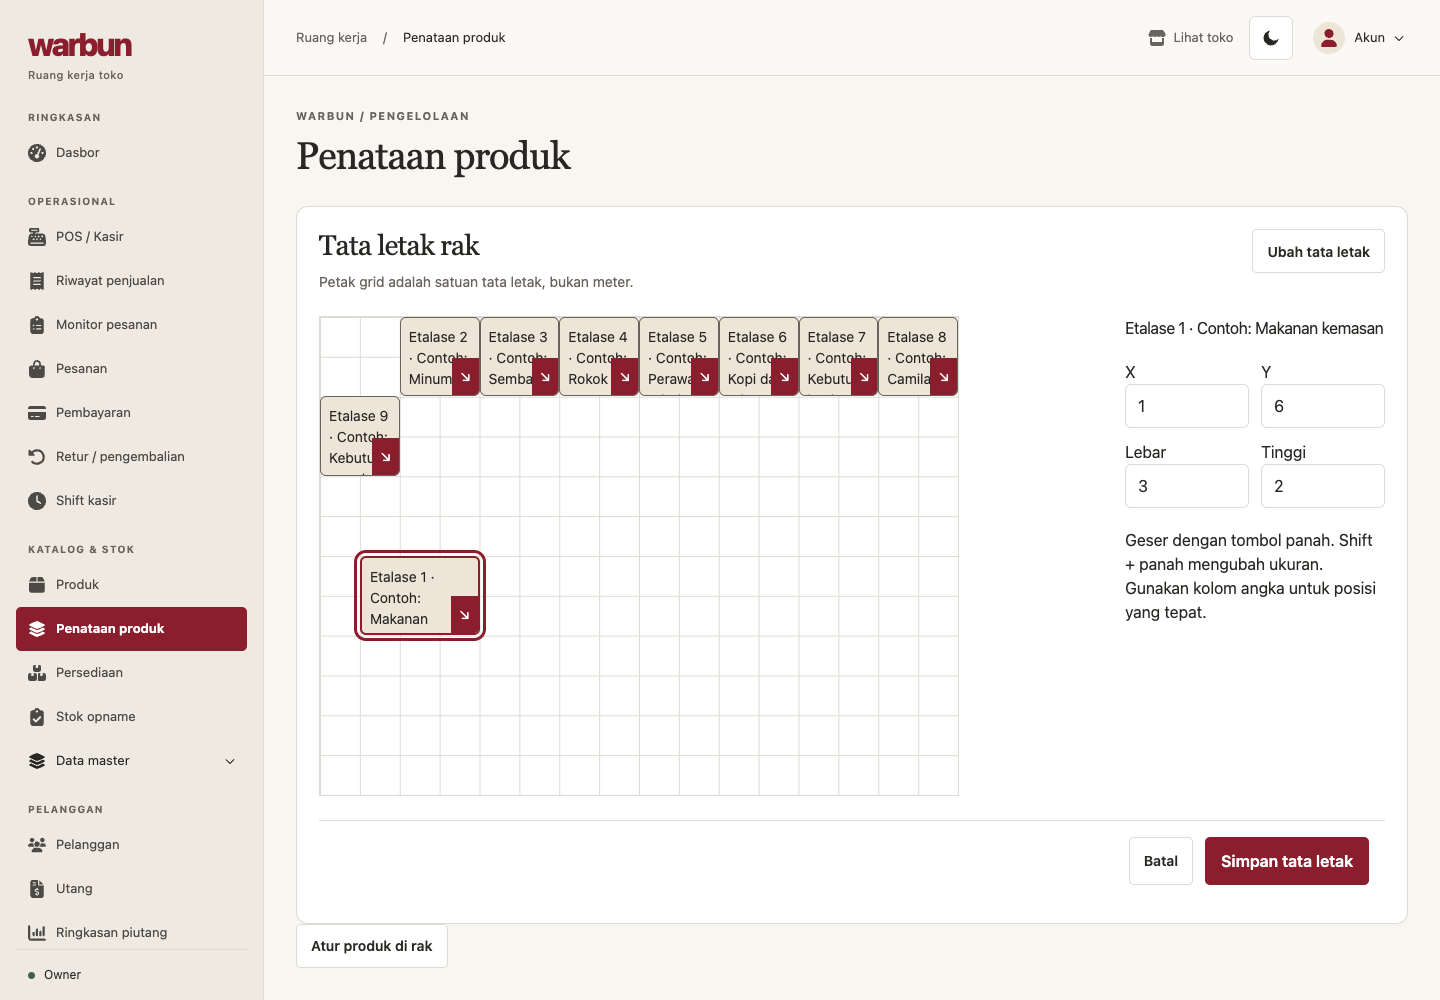 warbun
Ruang kerja toko
RINGKASAN
Dasbor
OPERASIONAL
POS / Kasir
Riwayat penjualan
Monitor pesanan
Pesanan
Pembayaran
Retur / pengembalian
Shift kasir
KATALOG & STOK
Produk
Penataan produk
Persediaan
Stok opname
Data master
PELANGGAN
Pelanggan
Utang
Ringkasan piutang
Owner
Ruang kerja / Penataan produk
Lihat toko
Akun
WARBUN / PENGELOLAAN
Penataan produk
Tata letak rak
Petak grid adalah satuan tata letak, bukan meter.
Ubah tata letak
Etalase 2
· Contoh:
Minum
Etalase 3
· Contoh:
Semba
Etalase 4
· Contoh:
Rokok
Etalase 5
· Contoh:
Perawa
Etalase 6
· Contoh:
Kopi da
Etalase 7
· Contoh:
Kebutu
Etalase 8
· Contoh:
Camila
Etalase 9
· Contoh:
Kebutu
Etalase 1 ·
Contoh:
Makanan
Etalase 1 · Contoh: Makanan kemasan
X Y
1 6
Lebar Tinggi
3 2
Geser dengan tombol panah. Shift
+ panah mengubah ukuran.
Gunakan kolom angka untuk posisi
yang tepat.
Batal
Simpan tata letak
Atur produk di rak